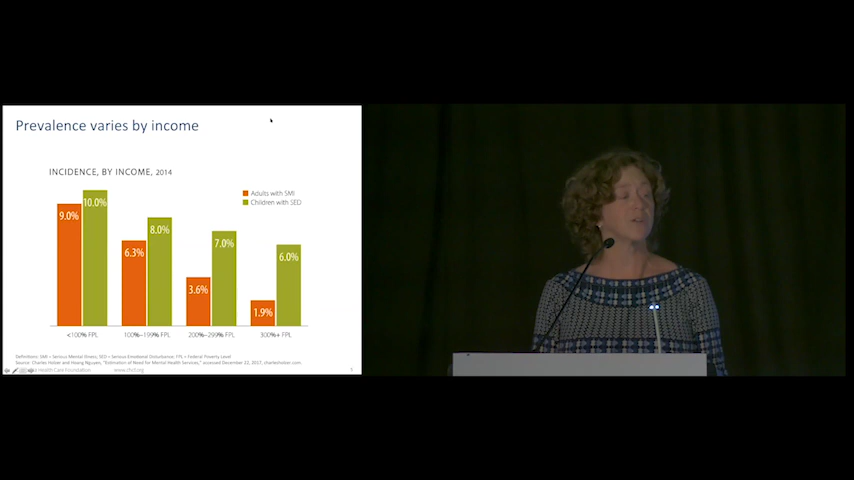 Prevalence varies by income
INCIDENCE, BY INCOME, 2014
Adults with SMI
Children with SED
9.0% 10.0% 6.3% 8.0% 3.6% 7.0% 1.9% 6.0%
<100% FPL 100%–199% FPL 200%–299% FPL 300%+ FPL
Definitions: SMI = Serious Mental Illness, SED = Serious Emotional Disturbance, FPL = Federal Poverty Level
Source: Charles Holzer and Hoang Nguyen, "Estimation of Need for Mental Health Services," accessed December 22, 2017, charlesholzer.com.
Health Care Foundation www.chcf.org